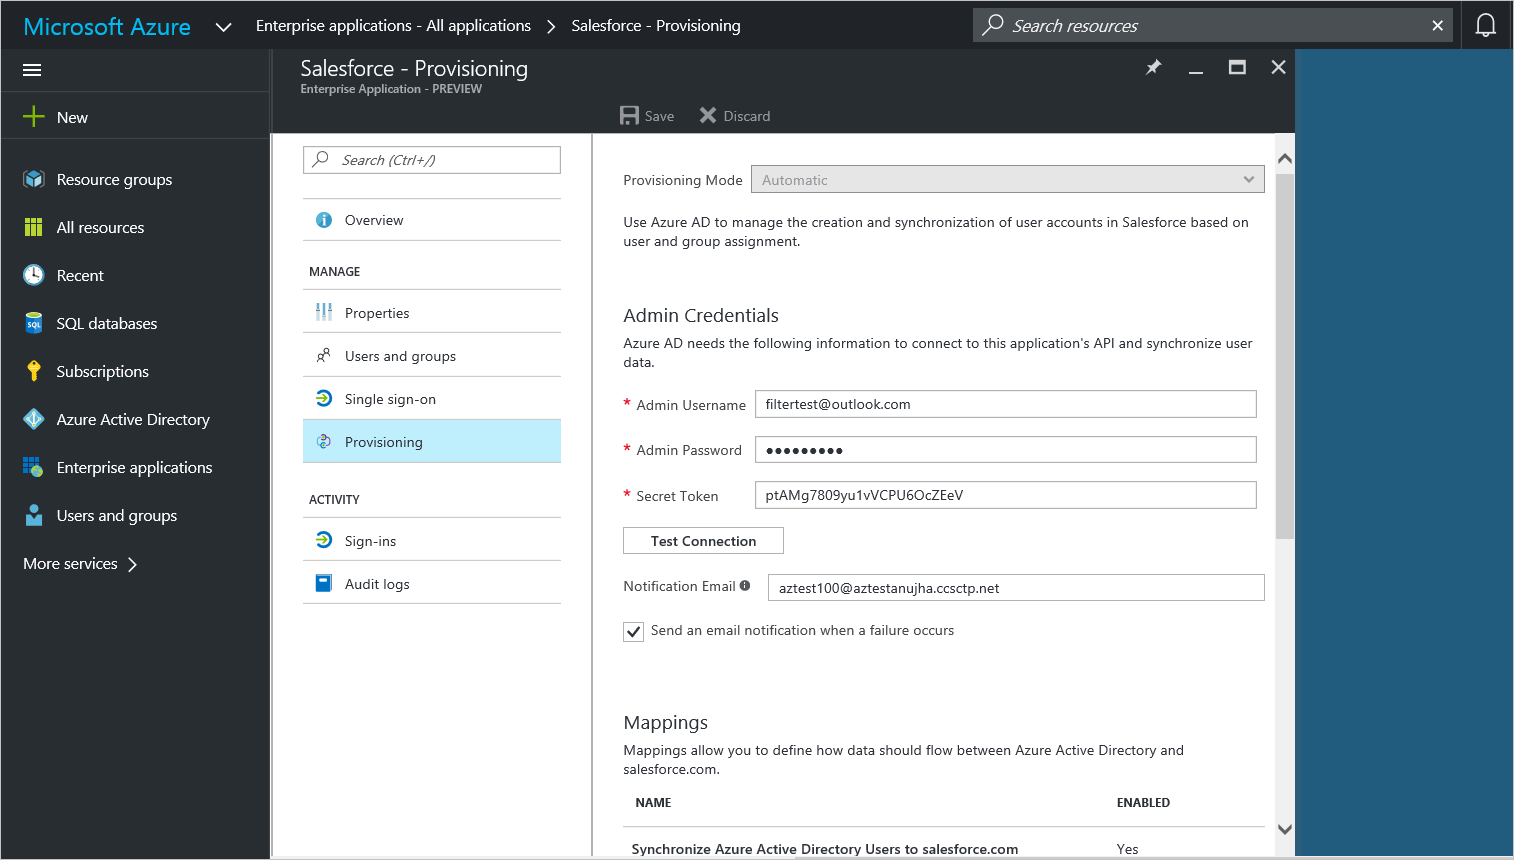 Microsoft Azure
Enterprise applications - All applications
Salesforce - Provisioning
Search resources
New
Resource groups
All resources
Recent
SQL databases
SQL
Subscriptions
Azure Active Directory
Enterprise applications
Users and groups
More services
Salesforce - Provisioning
Enterprise Application - PREVIEW
Save
Discard
Search (Ctrl+/)
Overview
MANAGE
Properties
Users and groups
Single sign-on
Provisioning
ACTIVITY
Sign-ins
Audit logs
Provisioning Mode
Automatic
Use Azure AD to manage the creation and synchronization of user accounts in Salesforce based on
user and group assignment.
Admin Credentials
Azure AD needs the following information to connect to this application's API and synchronize user
data.
* Admin Username
filtertest@outlook.com
* Admin Password
•••••••••
* Secret Token
ptAMg7809yu1vVCPU6OcZEeV
Test Connection
Notification Email
aztest100@aztestanujha.ccsctp.net
Send an email notification when a failure occurs
Mappings
Mappings allow you to define how data should flow between Azure Active Directory and
salesforce.com.
NAME
ENABLED
Synchronize Azure Active Directory Users to salesforce.com
Yes